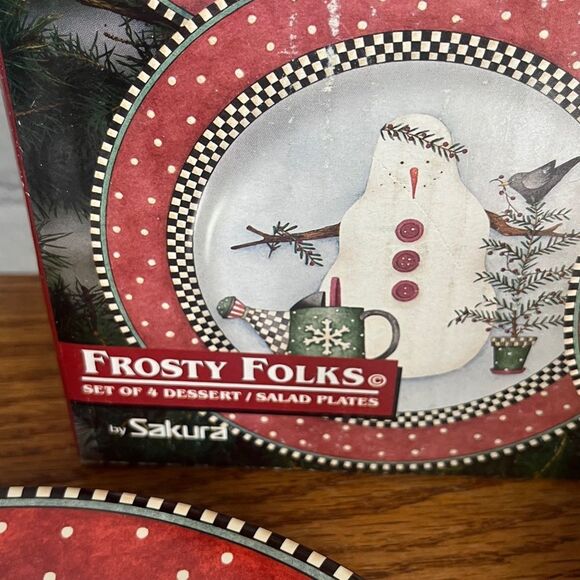 FROSTY FOLKS©
SET OF 4 DESSERT / SALAD PLATES
by Sakura